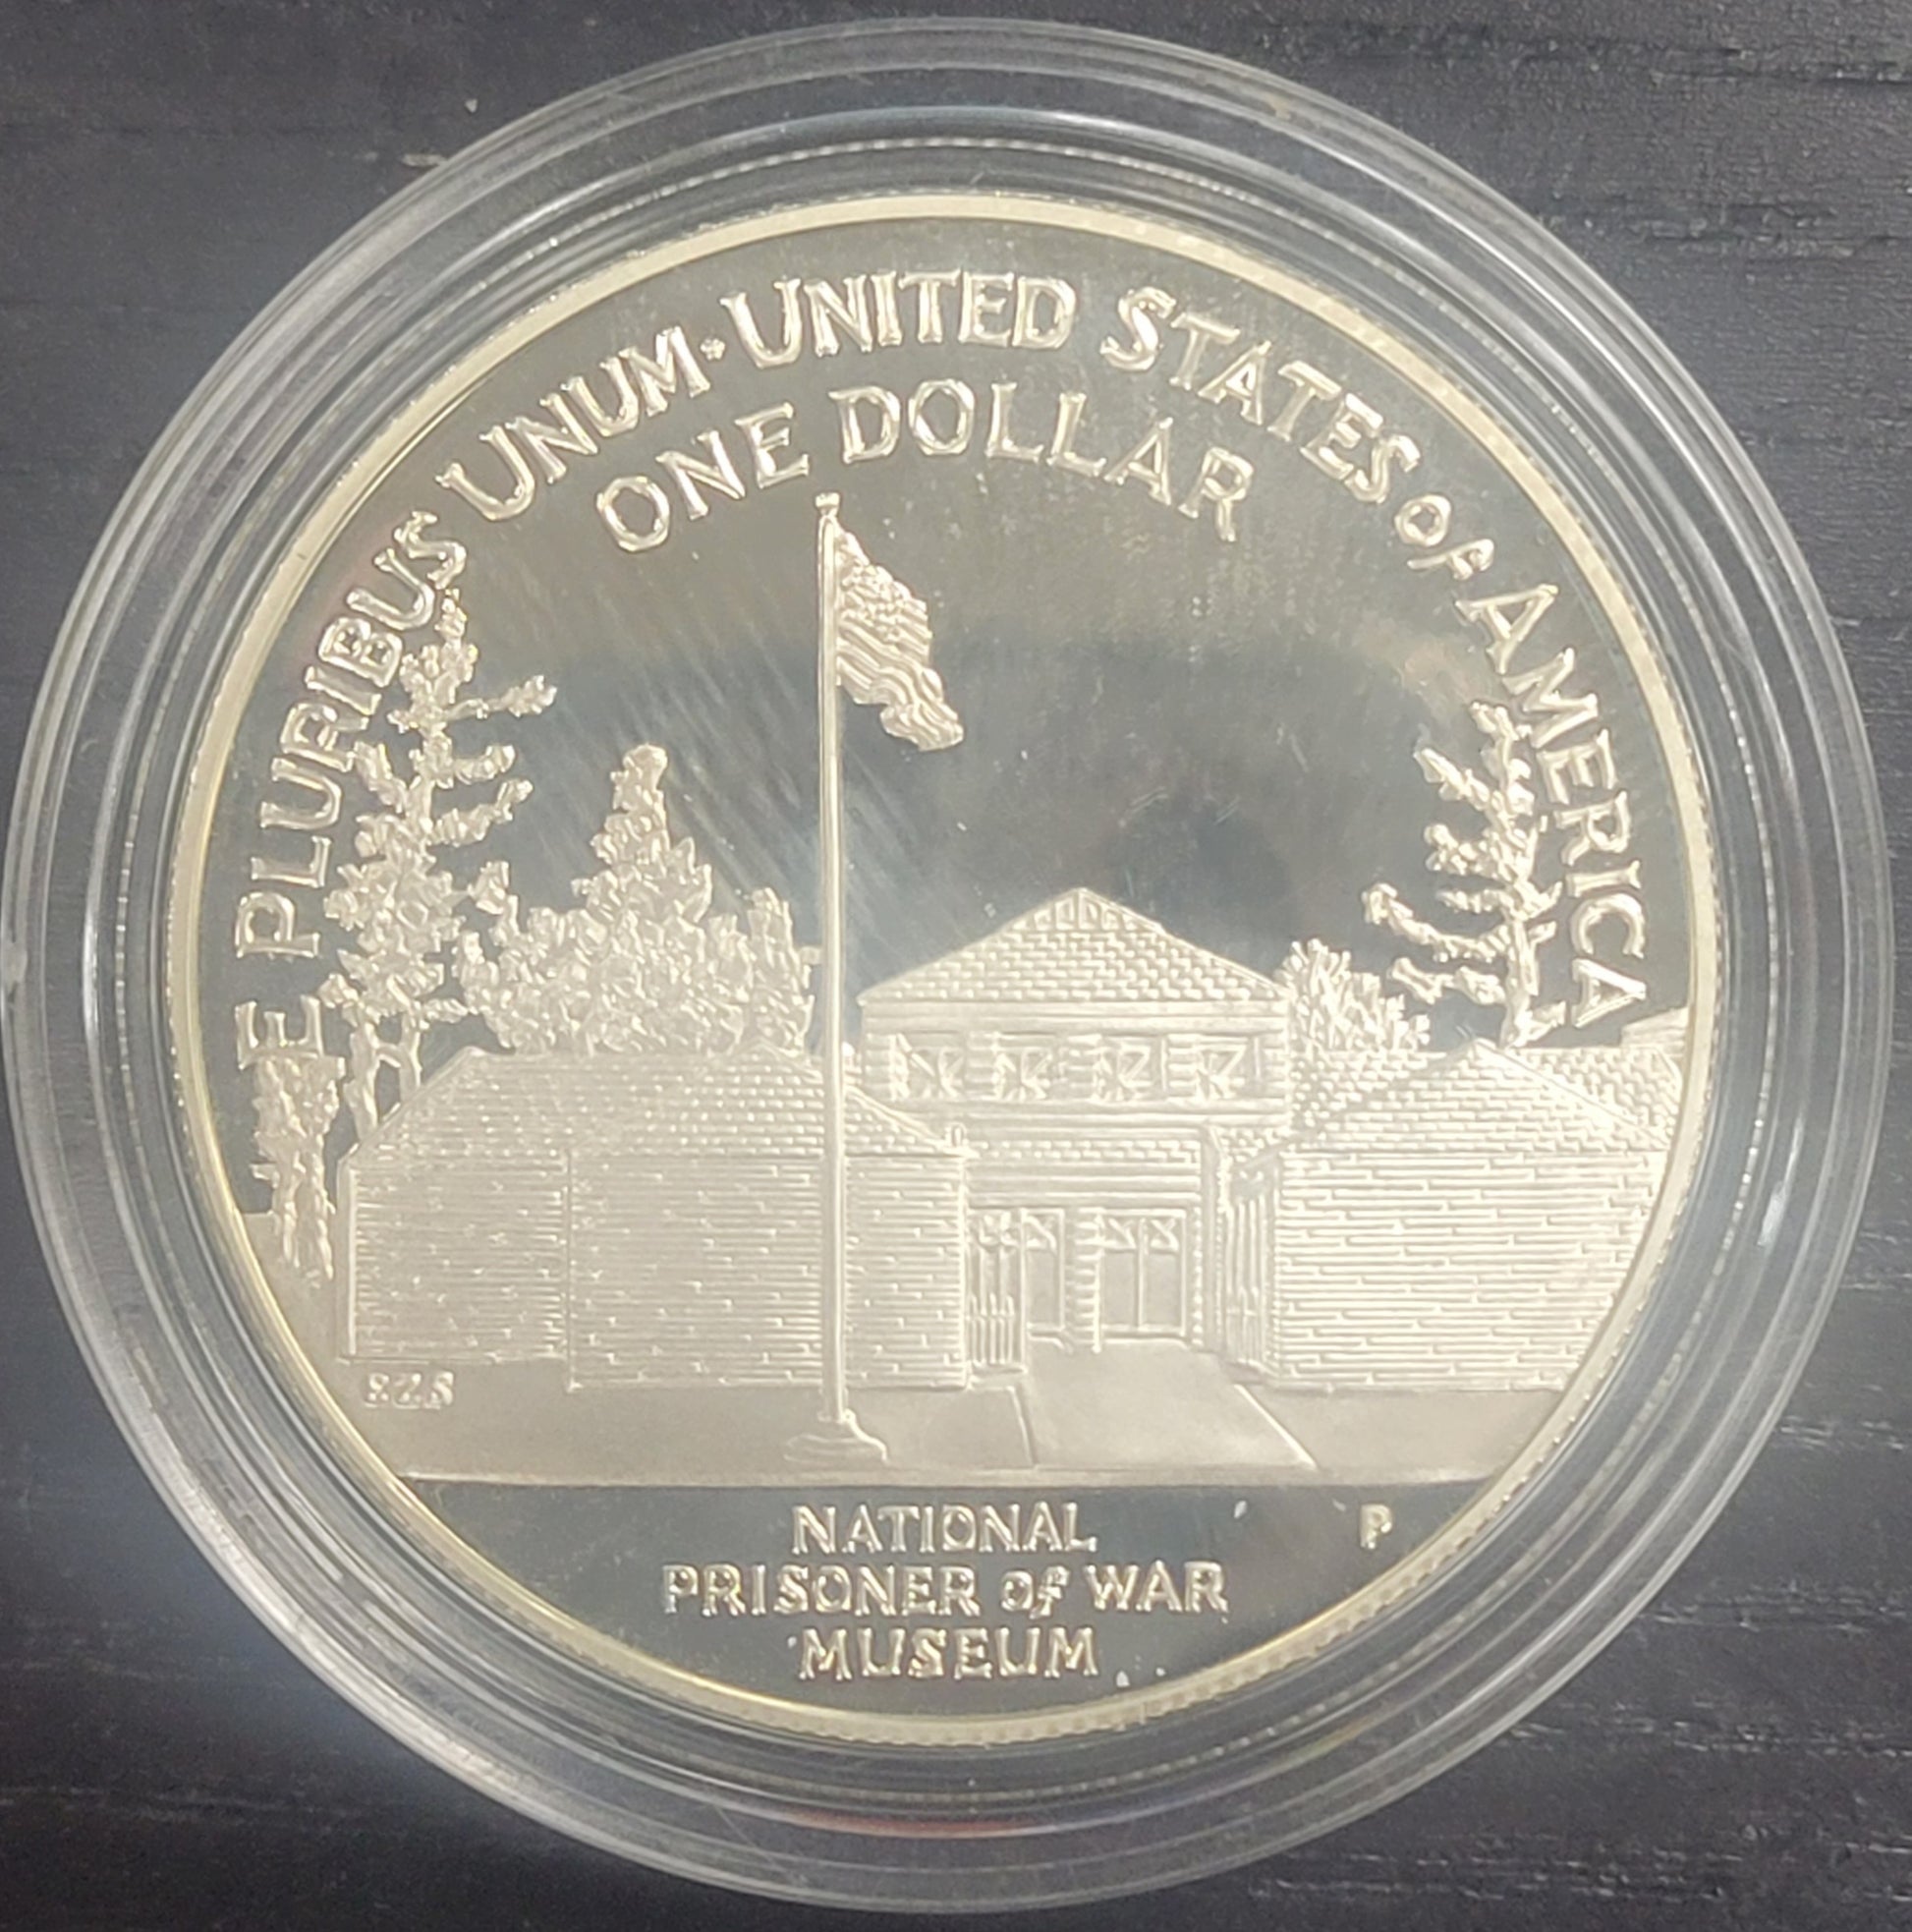 E PLURIBUS UNUM · UNITED STATES OF AMERICA
ONE DOLLAR
NATIONAL
P
PRISONER of WAR
MUSEUM